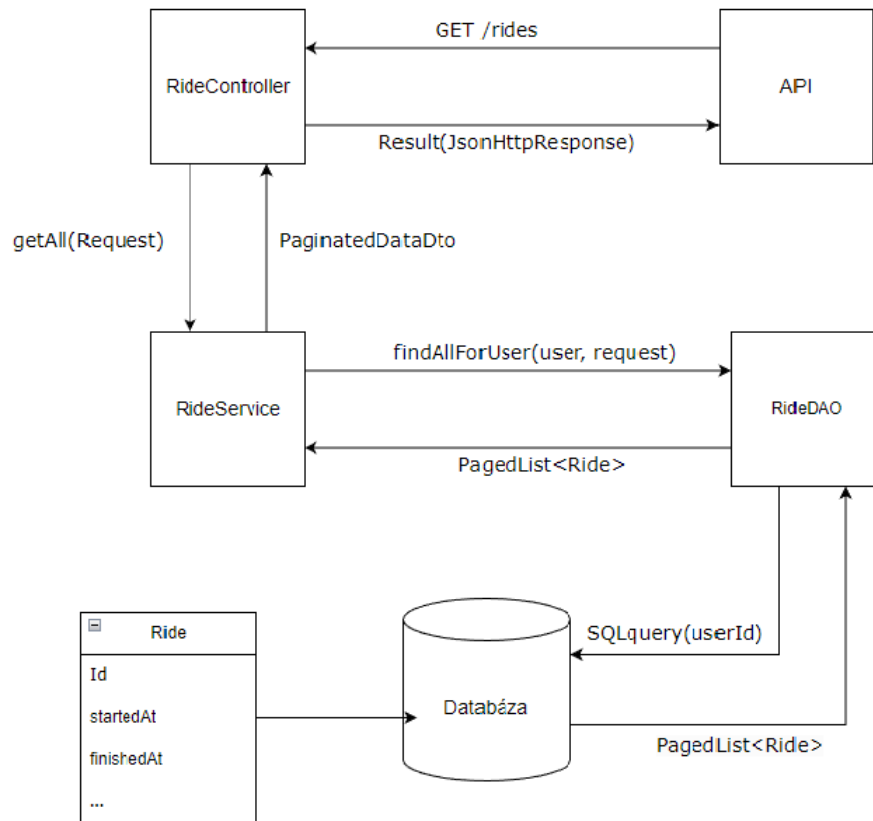 GET /rides
RideController
API
Result(JsonHttpResponse)
getAll(Request)
PaginatedDataDto
findAllForUser(user, request)
RideService
RideDAO
PagedList<Ride>
SQLquery(userId)
Ride
Id
startedAt
finishedAt
...
Databáza
PagedList<Ride>